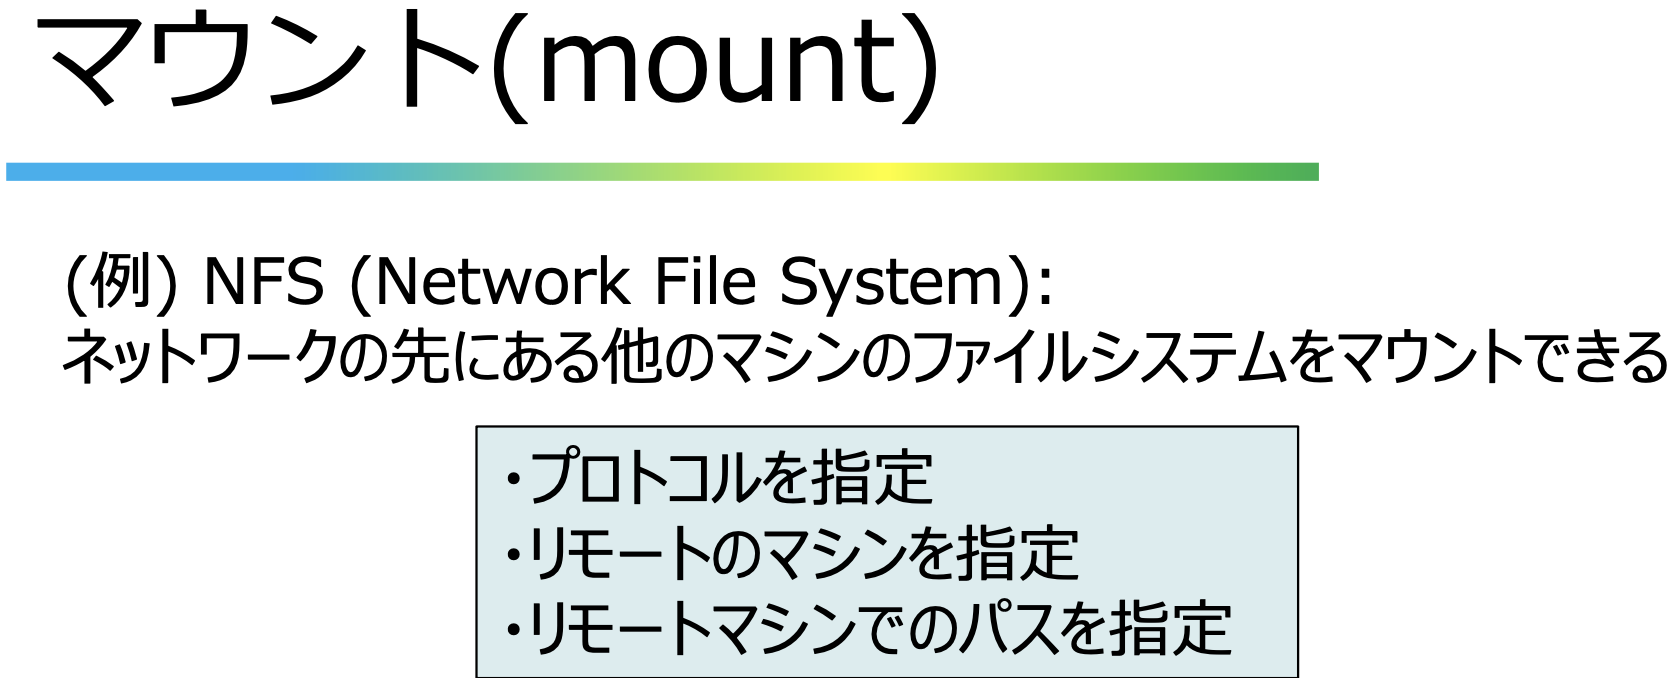 マウント(mount)
(例) NFS (Network File System):
ネットワークの先にある他のマシンのファイルシステムをマウントできる
・プロトコルを指定
・リモートのマシンを指定
・リモートマシンでのパスを指定